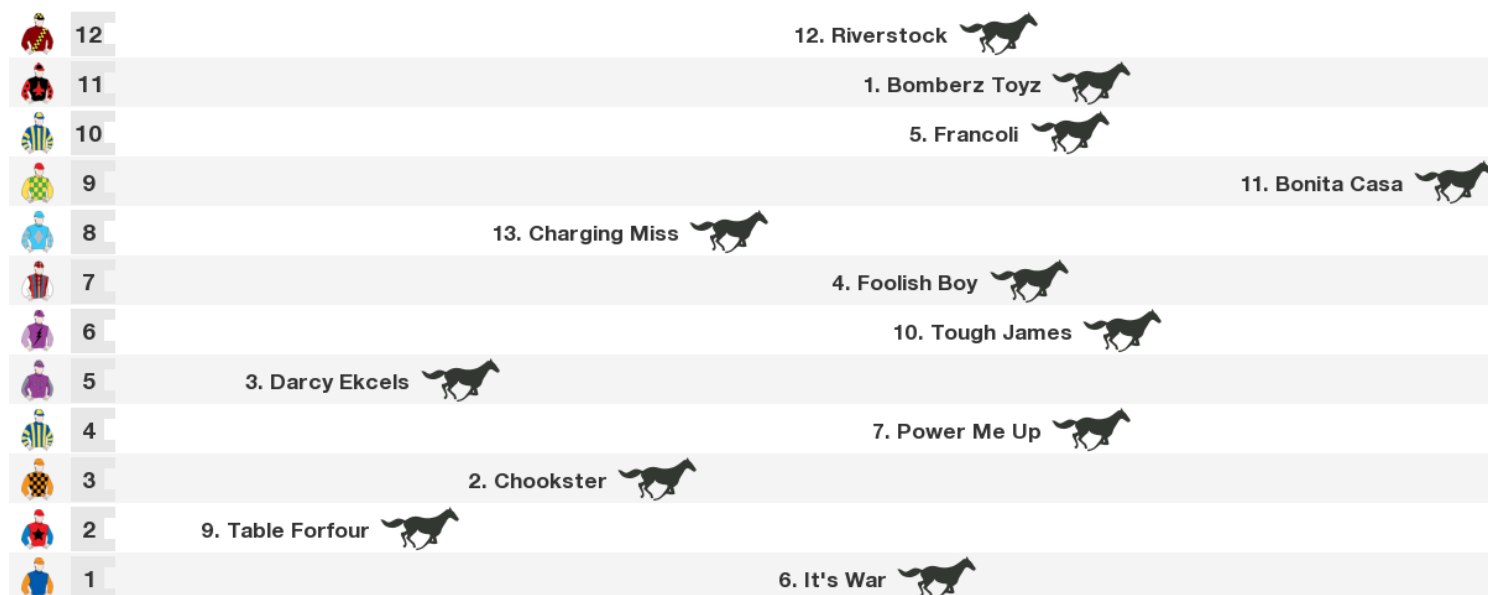 12 12. Riverstock
11 1. Bomberz Toyz
10 5. Francoli
9 11. Bonita Casa
8 13. Charging Miss
7 4. Foolish Boy
6 10. Tough James
5 3. Darcy Ekcels
4 7. Power Me Up
3 2. Chookster
2 9. Table Forfour
1 6. It's War